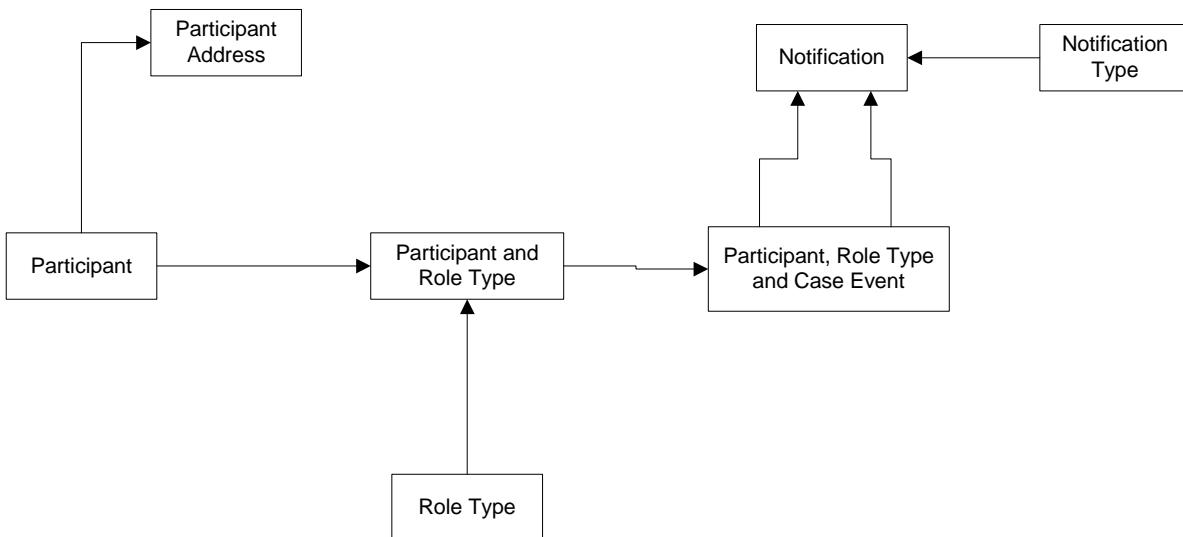 Participant
Address
Notification
Notification
Type
Participant
Participant and
Role Type
Participant, Role Type
and Case Event
Role Type